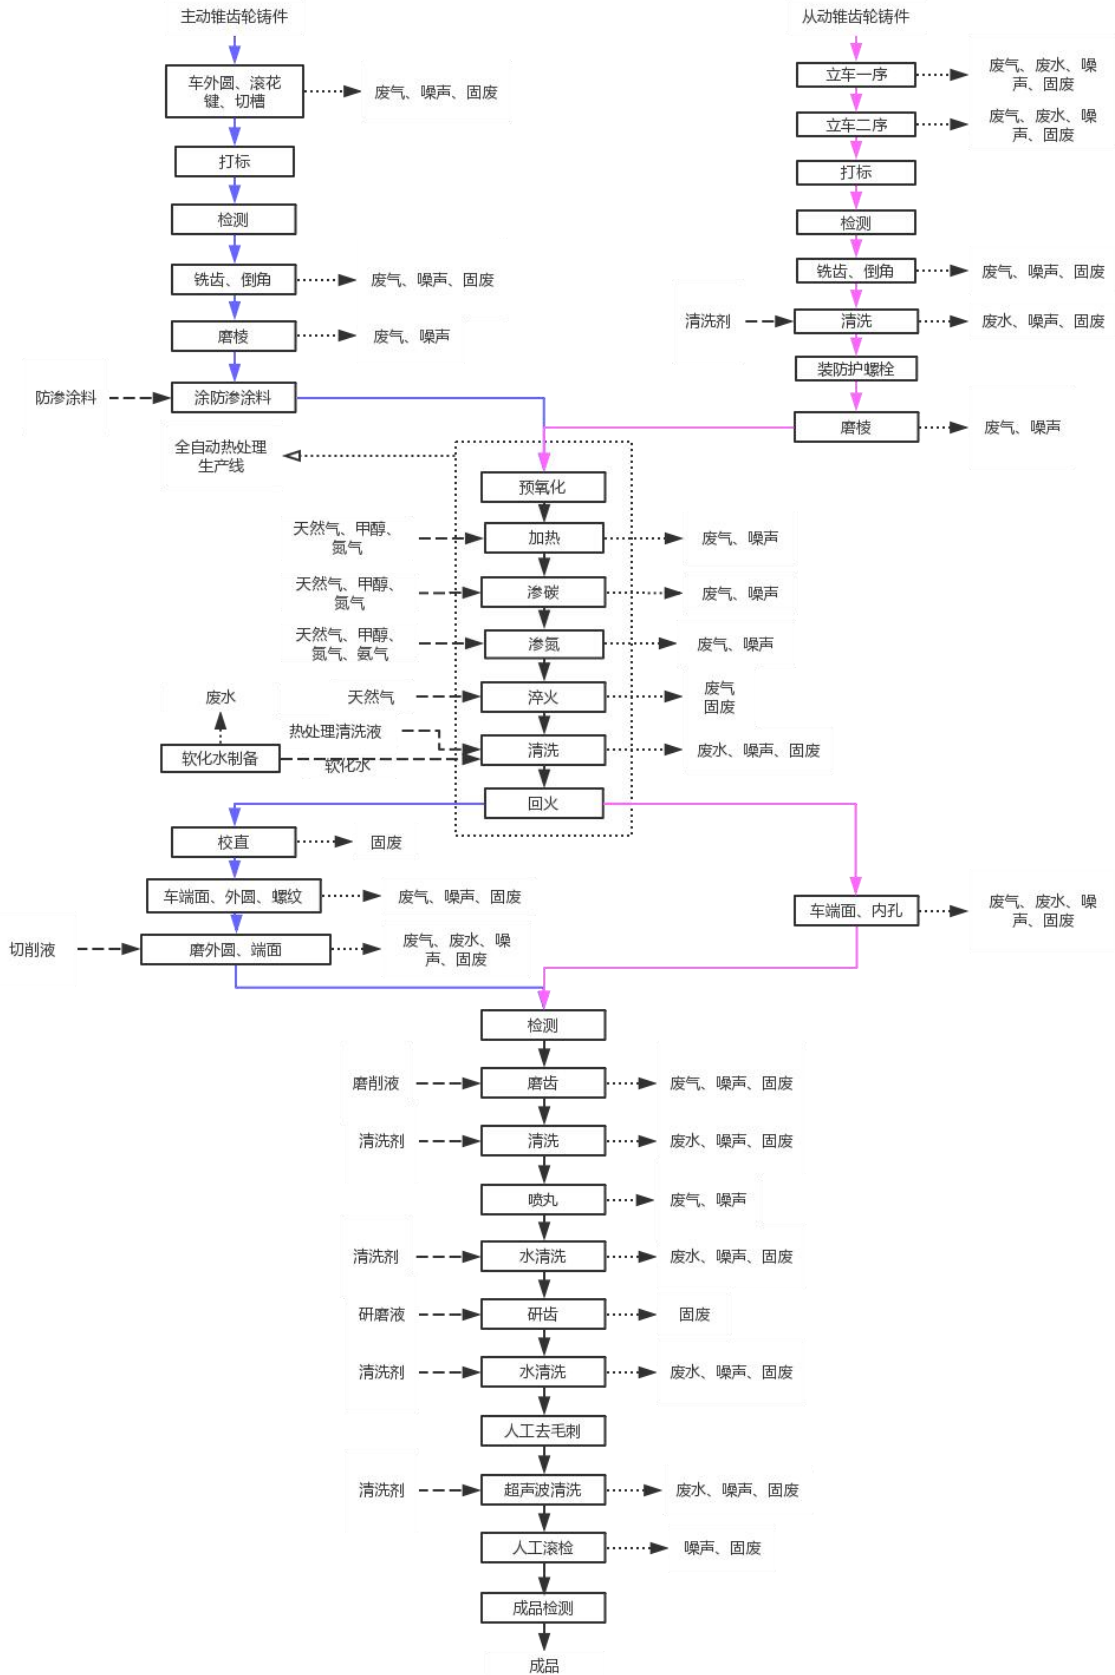 主动锥齿轮铸件
从动锥齿轮铸件
车外圆、滚花
键、切槽
废气、噪声、固废
立车一序
废气、废水、噪
声、固废
立车二序
废气、废水、噪
声、固废
打标
打标
检测
检测
铣齿、倒角
废气、噪声、固废
铣齿、倒角
废气、噪声、固废
磨棱
废气、噪声
清洗剂
清洗
废水、噪声、固废
装防护螺栓
防渗涂料
涂防渗涂料
磨棱
废气、噪声
全自动热处理
生产线
预氧化
天然气、甲醇、
氮气
加热
废气、噪声
天然气、甲醇、
氮气
渗碳
废气、噪声
天然气、甲醇、
氮气、氨气
渗氮
废气、噪声
废水
天然气
淬火
废气
固废
热处理清洗液
软化水制备
软化水
清洗
废水、噪声、固废
回火
校直
固废
车端面、外圆、螺纹
废气、噪声、固废
车端面、内孔
废气、废水、噪
声、固废
切削液
磨外圆、端面
废气、废水、噪
声、固废
检测
磨削液
磨齿
废气、噪声、固废
清洗剂
清洗
废水、噪声、固废
喷丸
废气、噪声
清洗剂
水清洗
废水、噪声、固废
研磨液
研齿
固废
清洗剂
水清洗
废水、噪声、固废
人工去毛刺
清洗剂
超声波清洗
废水、噪声、固废
人工滚检
噪声、固废
成品检测
成品